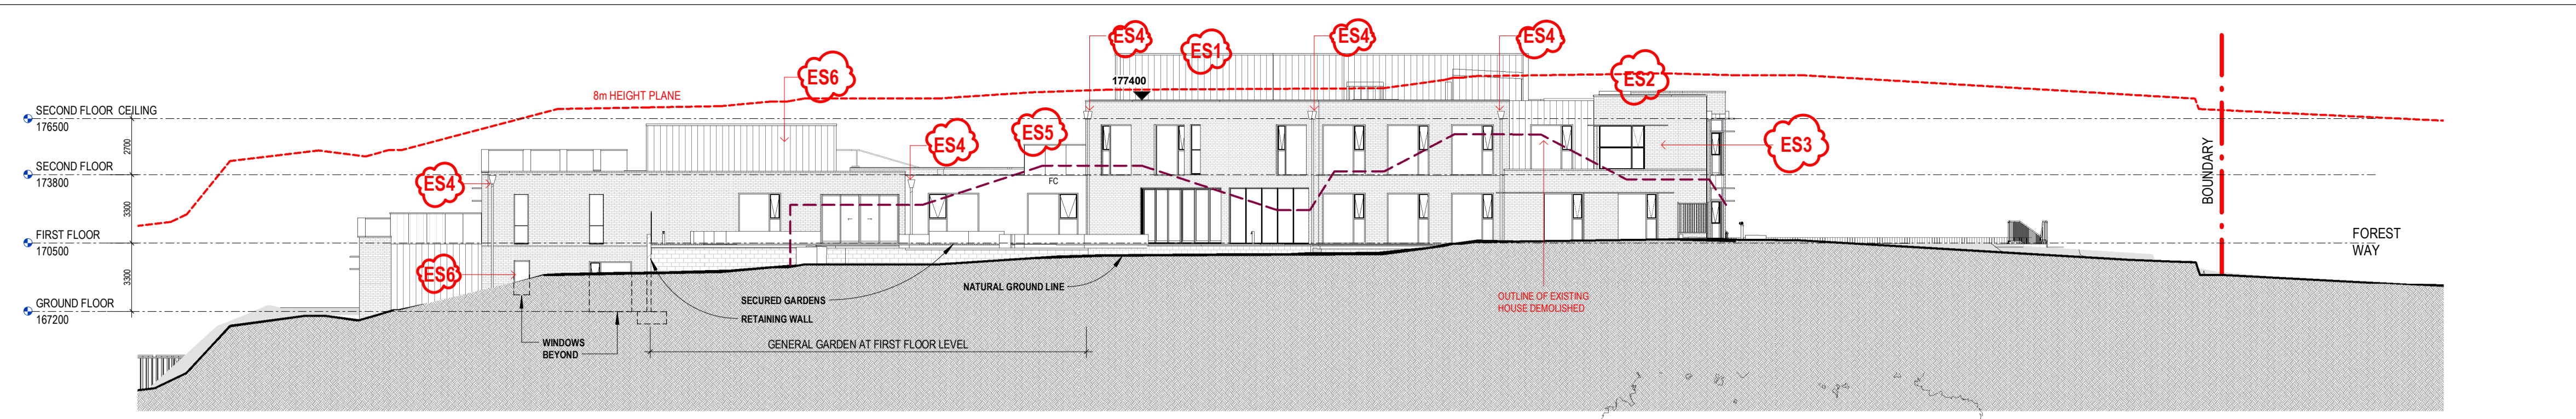 ES4
ES1
ES4
ES4
ES6
8m HEIGHT PLANE
177400
ES2
SECOND FLOOR CEILING
176500
2700
ES4
ES5
ES3
SECOND FLOOR
173800
ES4
FC
BOUNDARY
3300
FIRST FLOOR
170500
FOREST
WAY
3300
ES6
NATURAL GROUND LINE
SECURED GARDENS
RETAINING WALL
OUTLINE OF EXISTING
HOUSE DEMOLISHED
GROUND FLOOR
167200
WINDOWS
BEYOND
GENERAL GARDEN AT FIRST FLOOR LEVEL